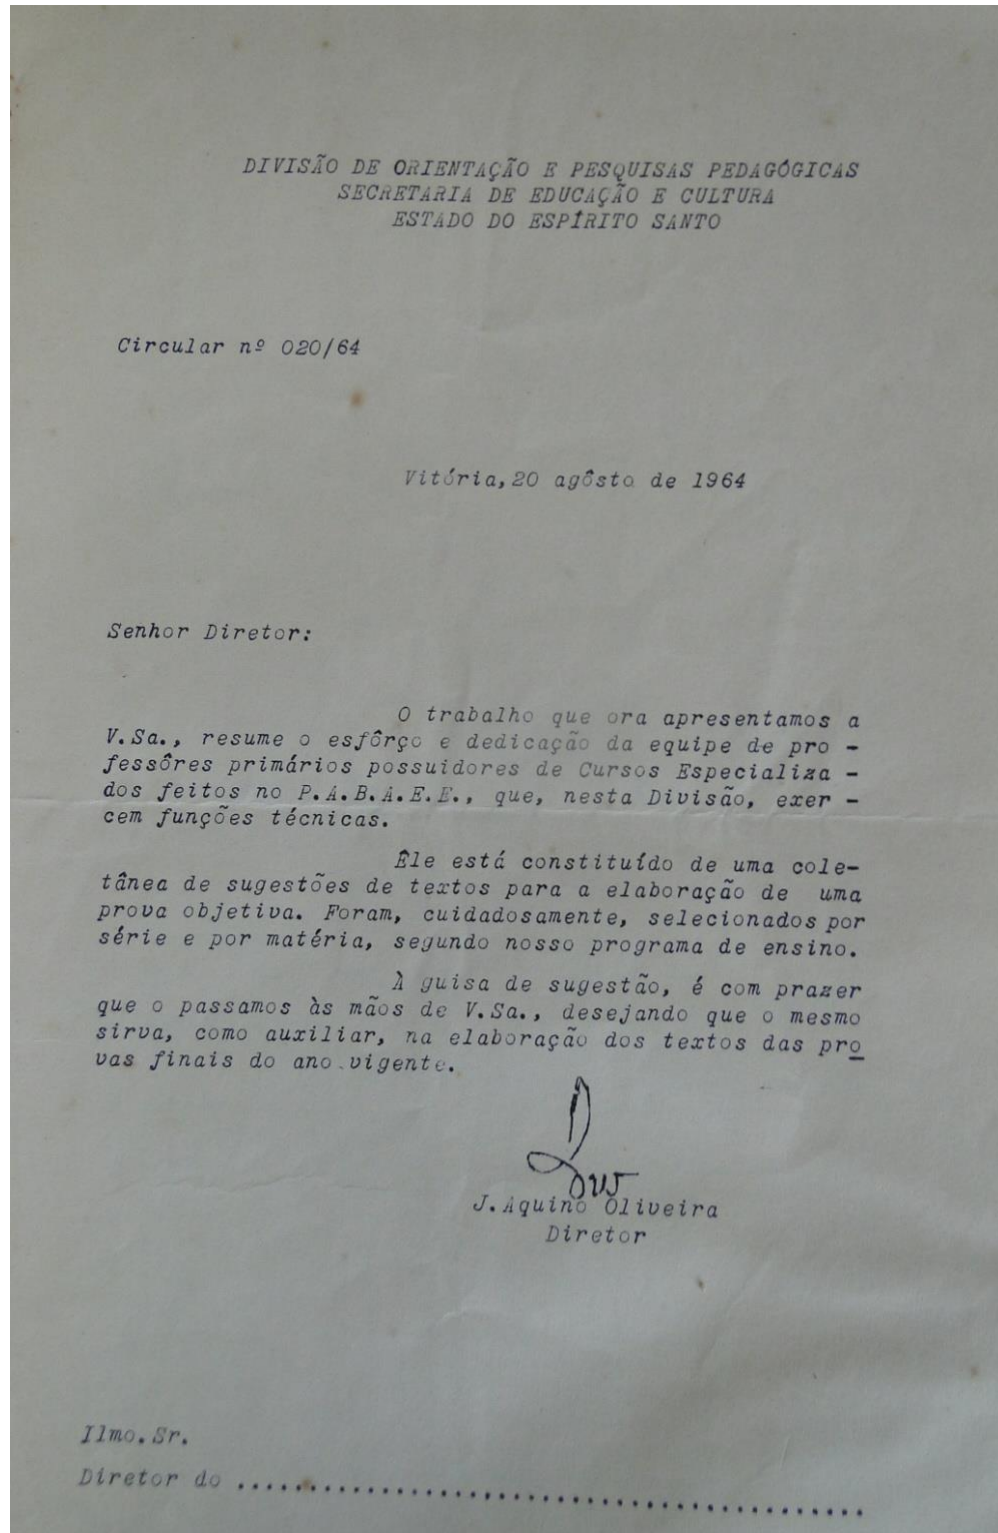 DIVISÃO DE ORIENTAÇÃO E PESQUISAS PEDAGÓGICAS
SECRETARIA DE EDUCAÇÃO E CULTURA
ESTADO DO ESPÍRITO SANTO
Circular nº 020/64
Vitória,20 agôsto de 1964
Senhor Diretor:
O trabalho que ora apresentamos a
V.Sa., resume o esfôrço e dedicação da equipe de pro -
fessôres primários possuidores de Cursos Especializa -
dos feitos no P.A.B.A.E.E., que, nesta Divisão, exer -
cem funções técnicas.
Êle está constituído de uma cole-
tânea de sugestões de textos para a elaboração de uma
prova objetiva. Foram, cuidadosamente, selecionados por
série e por matéria, segundo nosso programa de ensino.
À guisa de sugestão, é com prazer
que o passamos às mãos de V.Sa., desejando que o mesmo
sirva, como auxiliar, na elaboração dos textos das pro
vas finais do ano vigente.
J.Aquino Oliveira
Diretor
Ilmo.Sr.
Diretor do ............................................